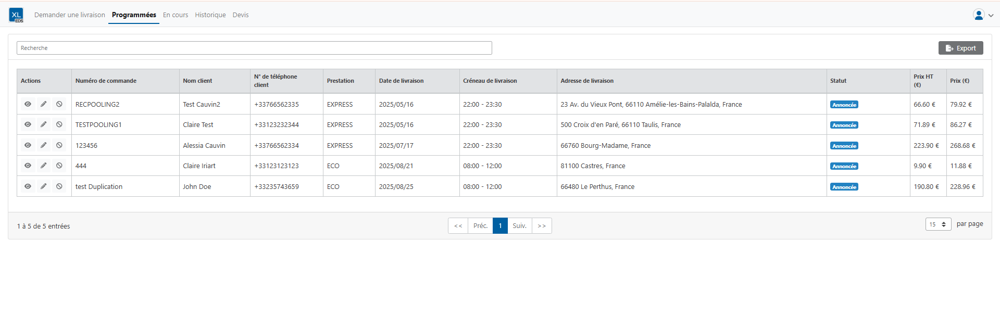 XL EDS Demander une livraison Programmées En cours Historique Devis
Recherche Export
Actions Numéro de commande Nom client N° de téléphone client Prestation Date de livraison Créneau de livraison Adresse de livraison Statut Prix HT (€) Prix (€)
RECPOOLING2 Test Cauvin2 +33766562335 EXPRESS 2025/05/16 22:00 - 23:30 23 Av. du Vieux Pont, 66110 Amélie-les-Bains-Palalda, France Annoncée 66.60 € 79.92 €
TESTPOOLING1 Claire Test +33123232344 EXPRESS 2025/05/16 22:00 - 23:30 500 Croix d'en Paré, 66110 Taulis, France Annoncée 71.89 € 86.27 €
123456 Alessia Cauvin +33766562334 EXPRESS 2025/07/17 22:00 - 23:30 66760 Bourg-Madame, France Annoncée 223.90 € 268.68 €
444 Claire Iriart +33123123123 ECO 2025/08/21 08:00 - 12:00 81100 Castres, France Annoncée 9.90 € 11.88 €
test Duplication John Doe +33235743659 ECO 2025/08/25 08:00 - 12:00 66480 Le Perthus, France Annoncée 190.80 € 228.96 €
1 à 5 de 5 entrées << Préc. 1 Suiv. >> 15 par page